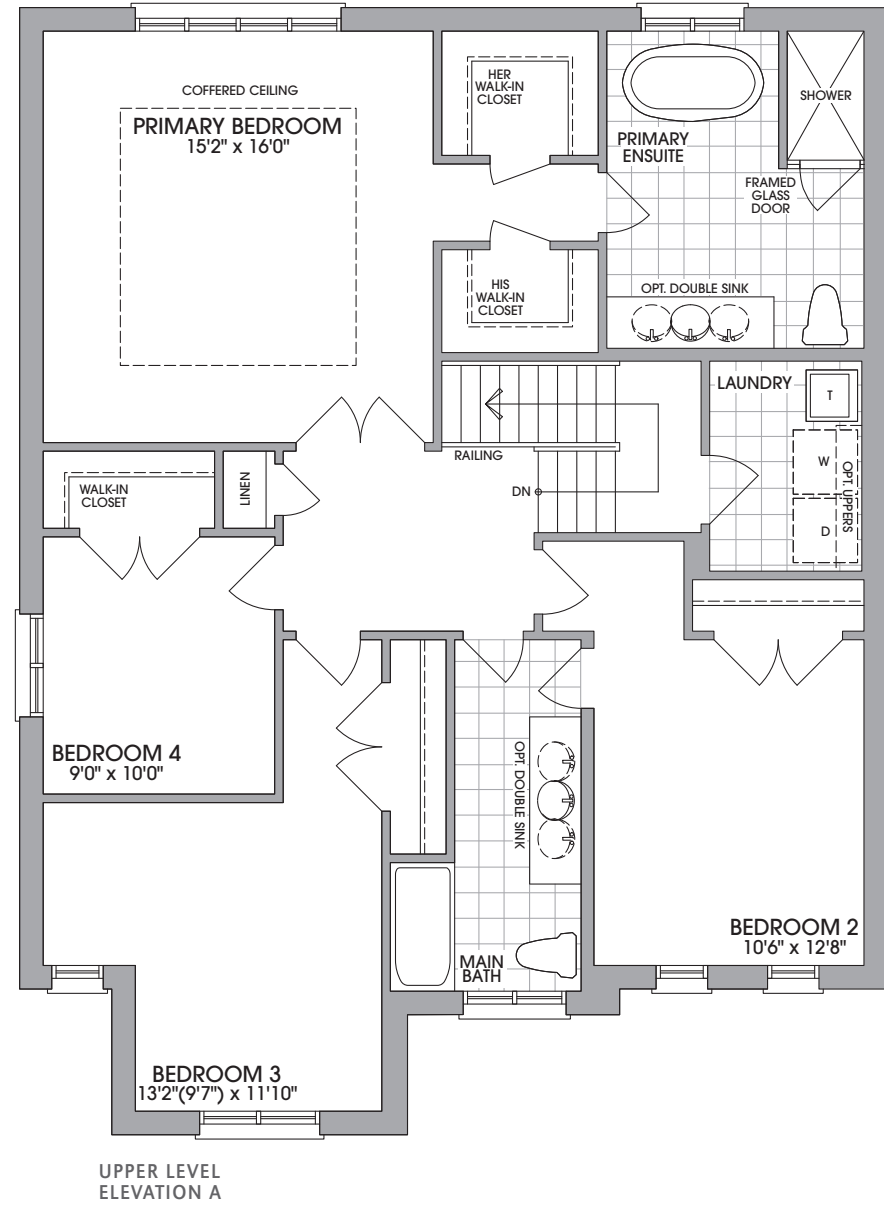 COFFERED CEILING
PRIMARY BEDROOM
15'2" x 16'0"
HER
WALK-IN
CLOSET
PRIMARY
ENSUITE
SHOWER
FRAMED
GLASS
DOOR
HIS
WALK-IN
CLOSET
OPT. DOUBLE SINK
LAUNDRY
T
W
D
OPT. UPPERS
RAILING
DN
WALK-IN
CLOSET
LINEN
BEDROOM 4
9'0" x 10'0"
OPT. DOUBLE SINK
MAIN
BATH
BEDROOM 2
10'6" x 12'8"
BEDROOM 3
13'2"(9'7") x 11'10"
UPPER LEVEL
ELEVATION A